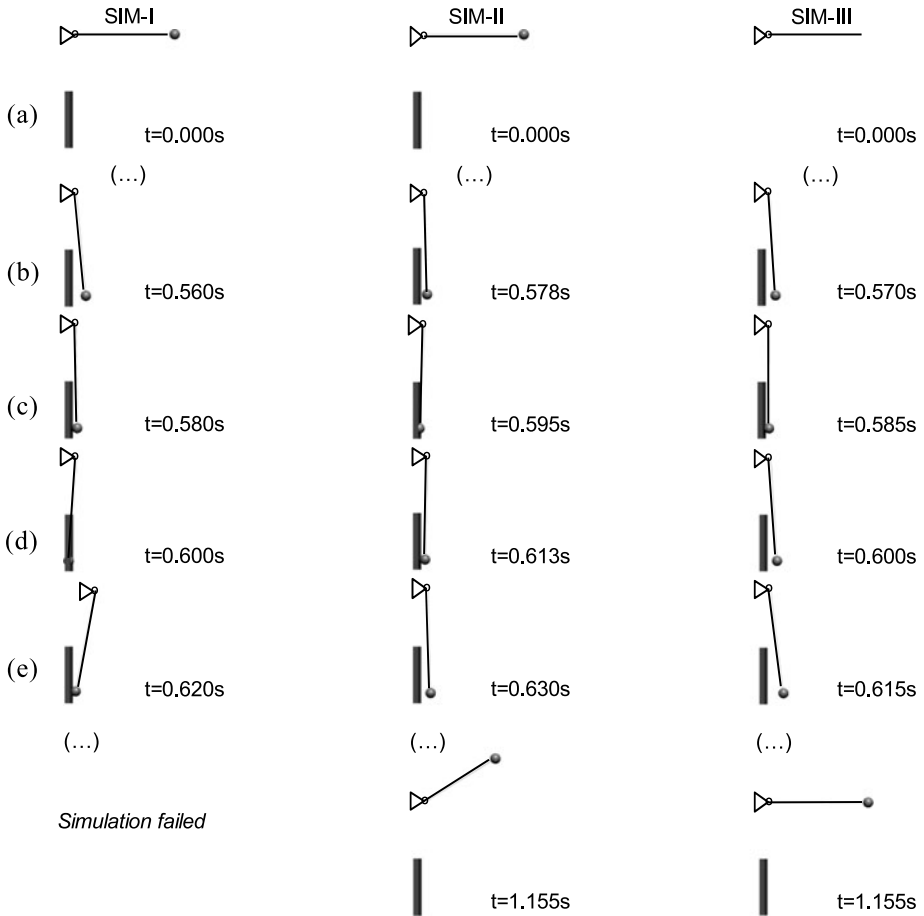 SIM-I SIM-II SIM-III
(a) t=0.000s t=0.000s t=0.000s
(...) (...) (...)
(b) t=0.560s t=0.578s t=0.570s
(c) t=0.580s t=0.595s t=0.585s
(d) t=0.600s t=0.613s t=0.600s
(e) t=0.620s t=0.630s t=0.615s
(...) (...) (...)
Simulation failed
t=1.155s t=1.155s